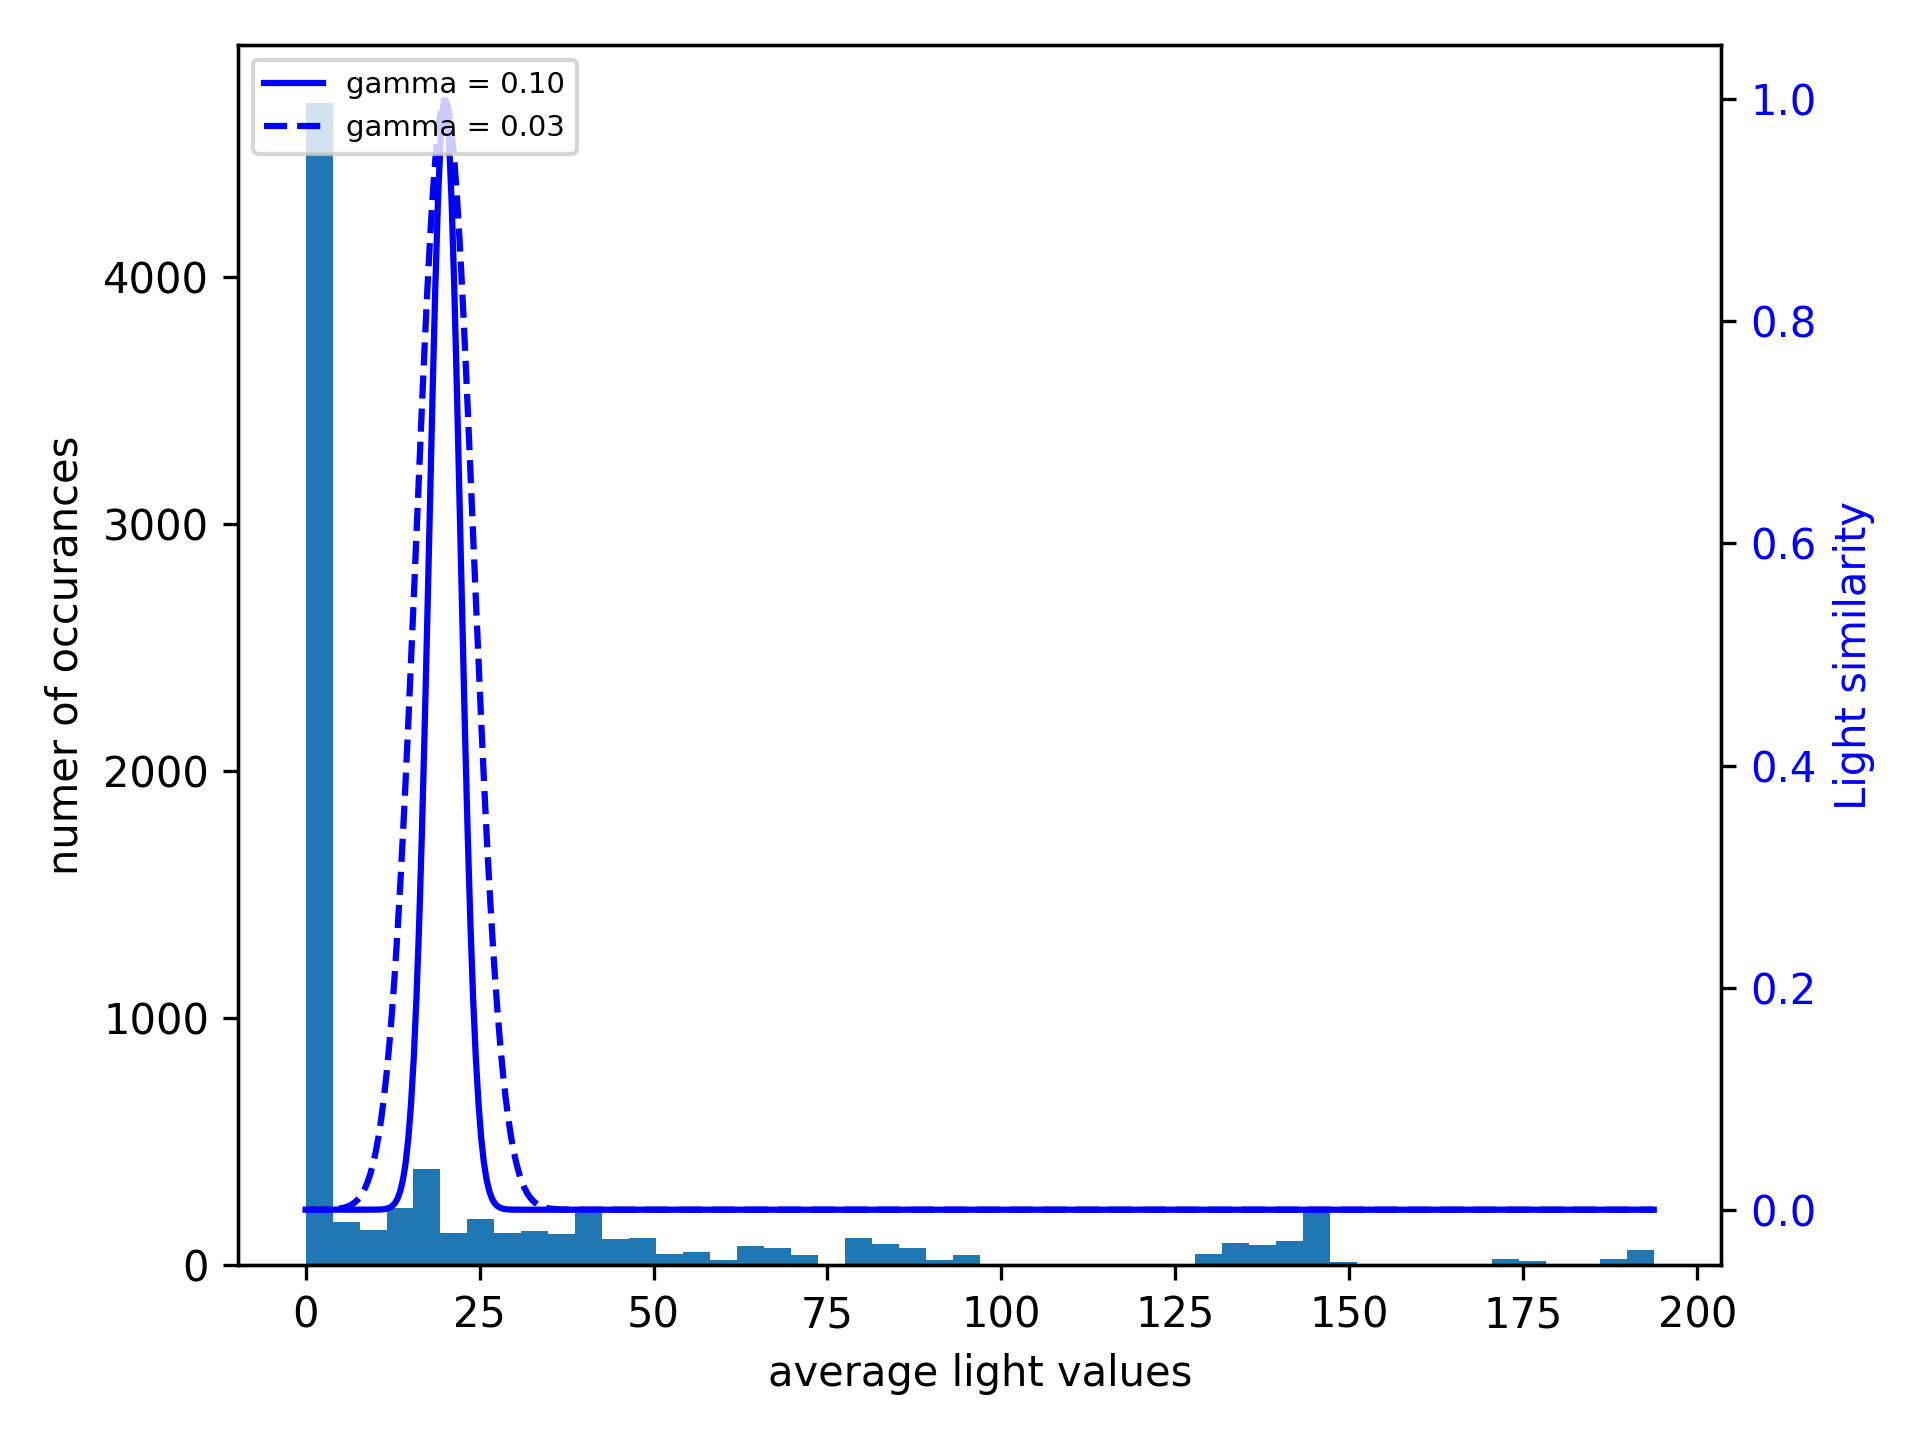 gamma = 0.10
gamma = 0.03
4000
3000
2000
1000
0
numer of occurances
1.0
0.8
0.6
0.4
0.2
0.0
Light similarity
0 25 50 75 100 125 150 175 200
average light values